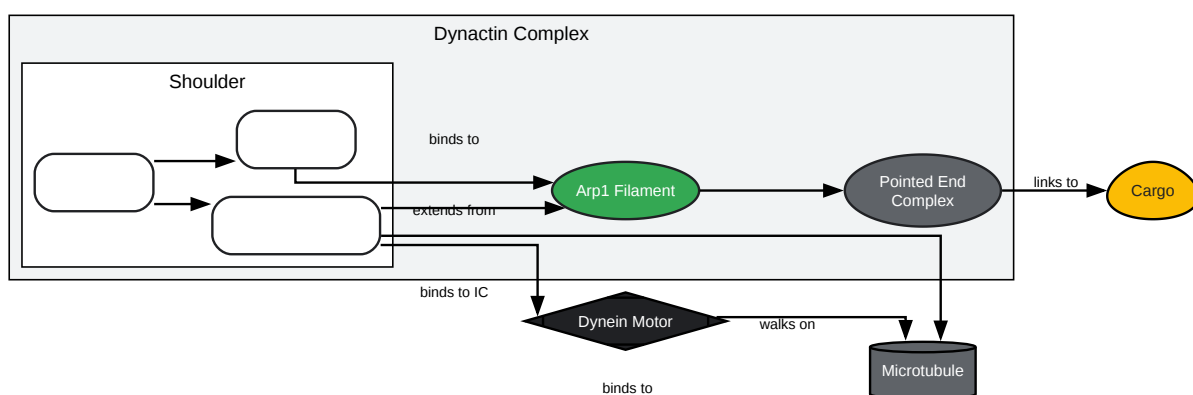 Dynactin Complex
Shoulder
binds to
Arp1 Filament
Pointed End
Complex
links to
Cargo
extends from
binds to IC
Dynein Motor
walks on
Microtubule
binds to